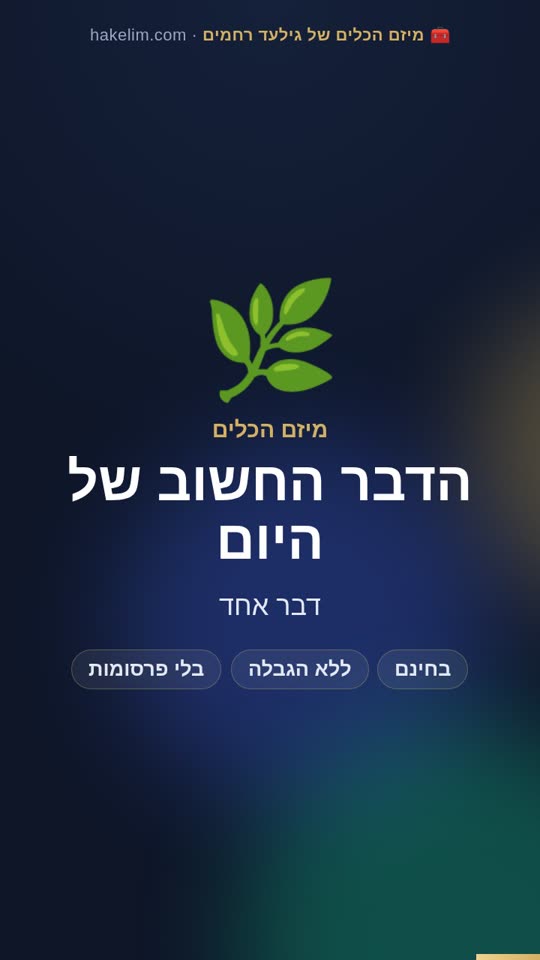 🧰 מיזם הכלים של גילעד רחמים · hakelim.com
מיזם הכלים
הדבר החשוב של
היום
דבר אחד
בחינם
ללא הגבלה
בלי פרסומות